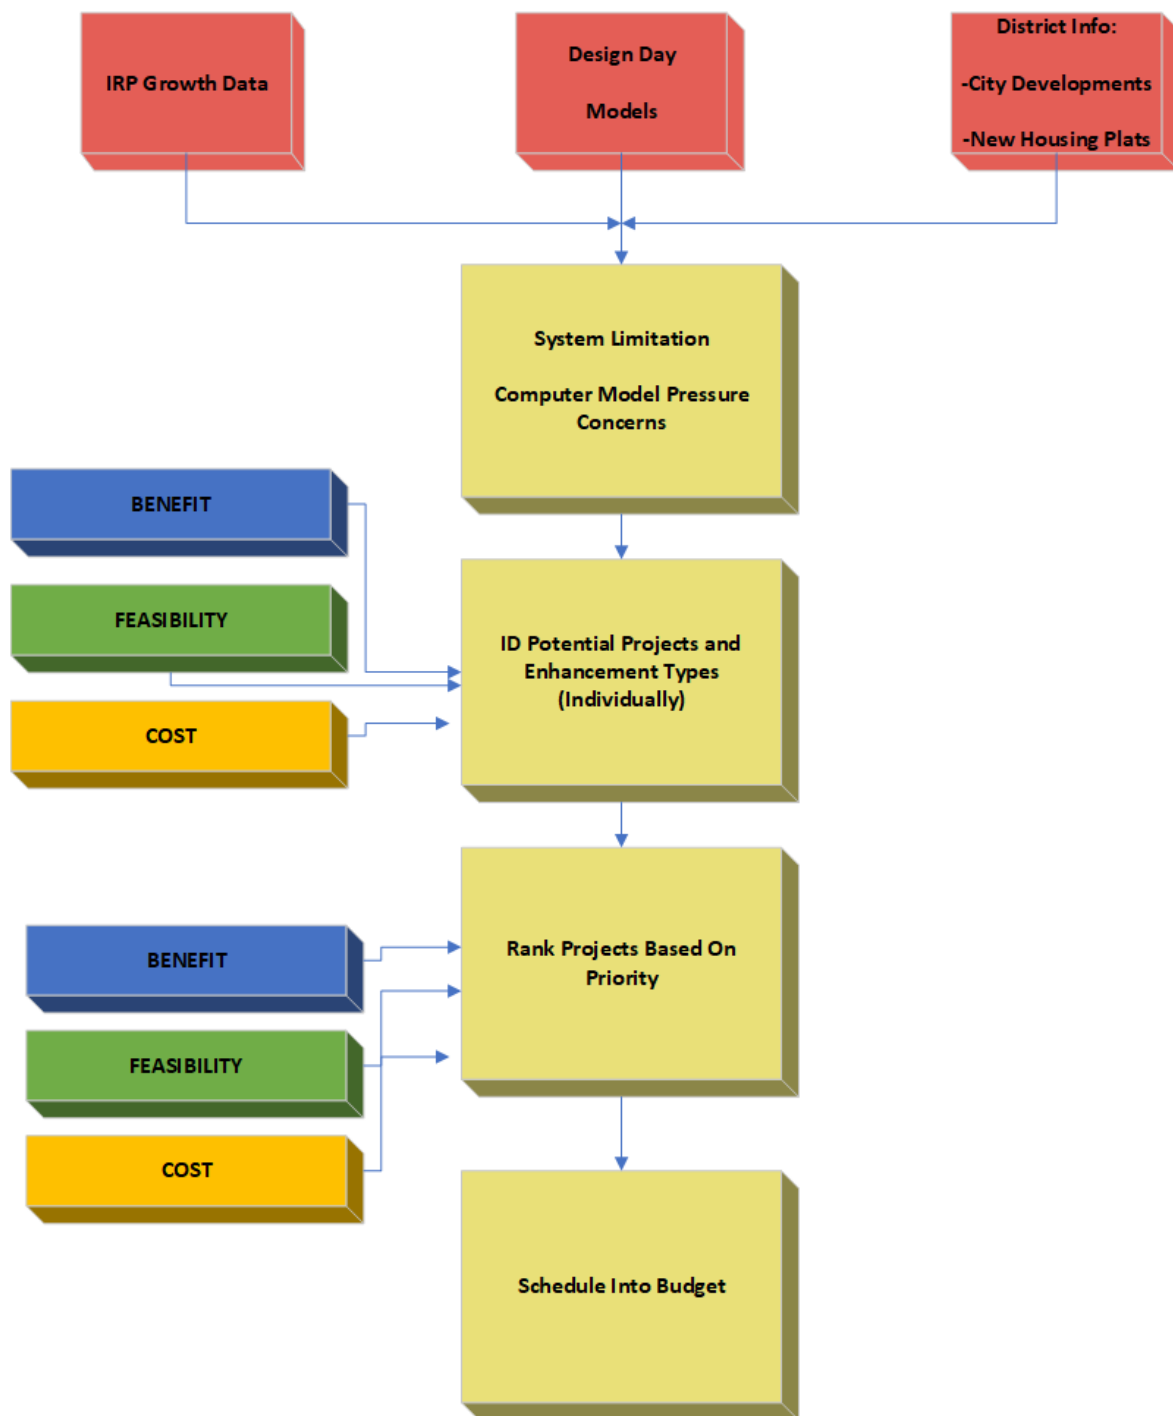 IRP Growth Data
Design Day
Models
District Info:
-City Developments
-New Housing Plats
System Limitation
Computer Model Pressure
Concerns
BENEFIT
FEASIBILITY
COST
ID Potential Projects and
Enhancement Types
(Individually)
BENEFIT
FEASIBILITY
COST
Rank Projects Based On
Priority
Schedule Into Budget